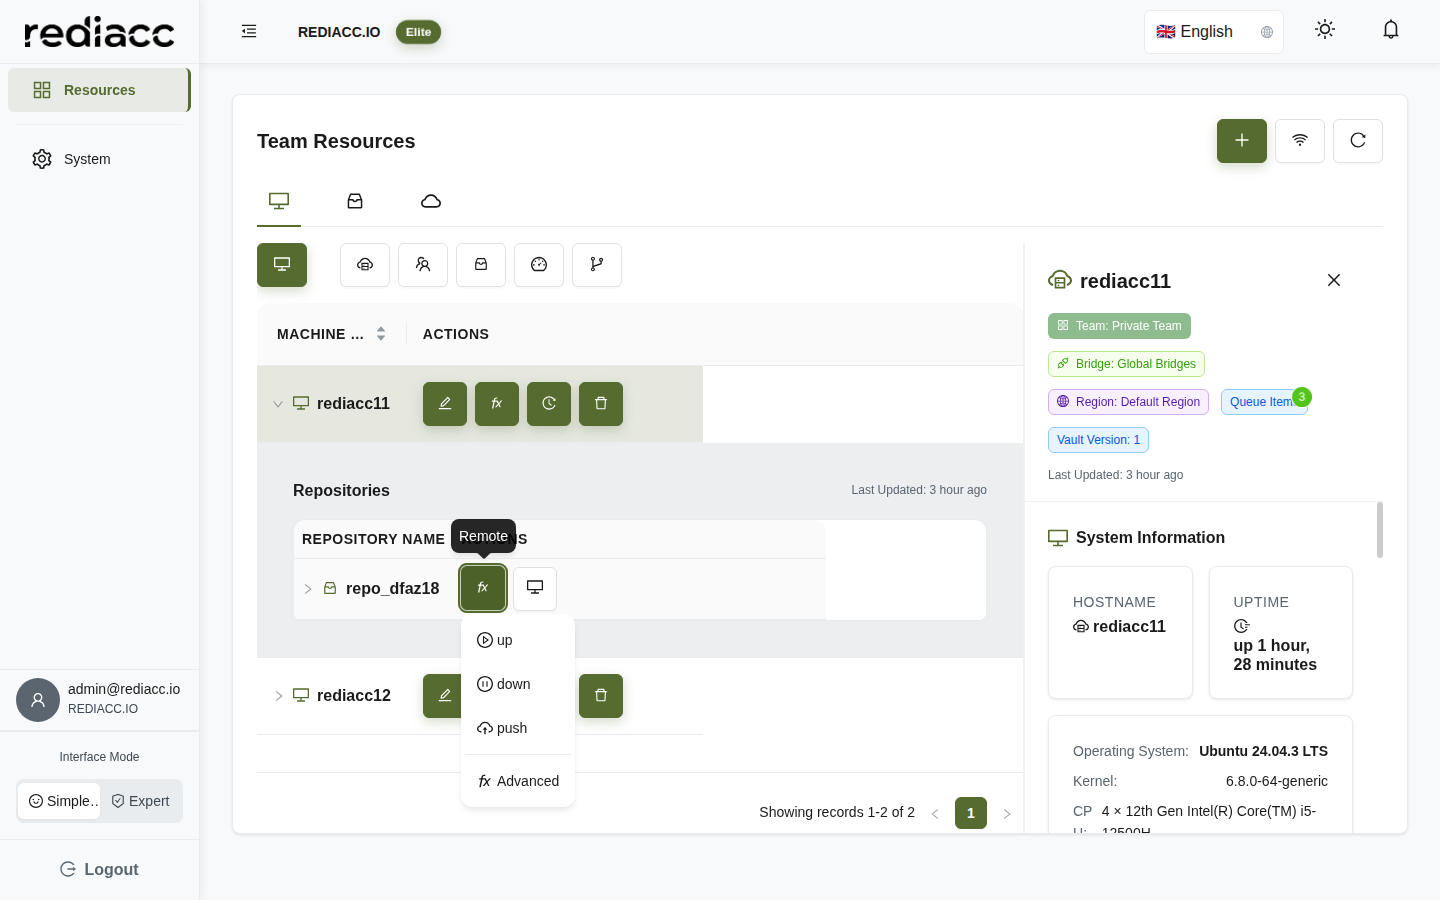 rediacc
REDIACC.IO
Elite
🇬🇧 English
Resources
System
Team Resources
MACHINE ...
ACTIONS
rediacc11
Repositories
Last Updated: 3 hour ago
REPOSITORY NAME
Remote
repo_dfaz18
fx
up
down
push
fx Advanced
rediacc12
Showing records 1-2 of 2
1
rediacc11
Team: Private Team
Bridge: Global Bridges
Region: Default Region
Queue Item
3
Vault Version: 1
Last Updated: 3 hour ago
System Information
HOSTNAME
rediacc11
UPTIME
up 1 hour,
28 minutes
Operating System: Ubuntu 24.04.3 LTS
Kernel: 6.8.0-64-generic
CP 4 × 12th Gen Intel(R) Core(TM) i5-
U: 12500H
admin@rediacc.io
REDIACC.IO
Interface Mode
Simple..
Expert
Logout